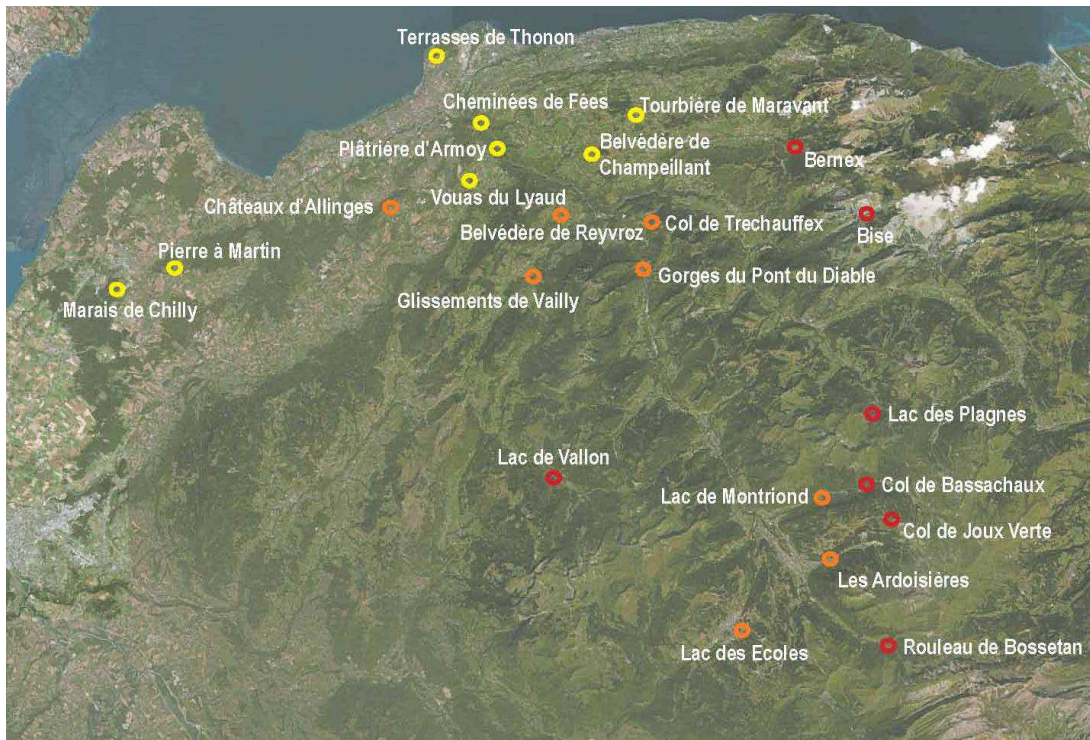 Terrasses de Thonon
Cheminées de Fées
Tourbière de Maravant
Plâtrière d'Armoy
Belvédère de
Champeillant
Bernex
Vouas du Lyaud
Châteaux d'Allinges
Belvédère de Reyvroz
Col de Trechauffex
Bise
Pierre à Martin
Gorges du Pont du Diable
Marais de Chilly
Glissements de Vailly
Lac des Plagnes
Lac de Vallon
Col de Bassachaux
Lac de Montriond
Col de Joux Verte
Les Ardoisières
Lac des Ecoles
Rouleau de Bossetan